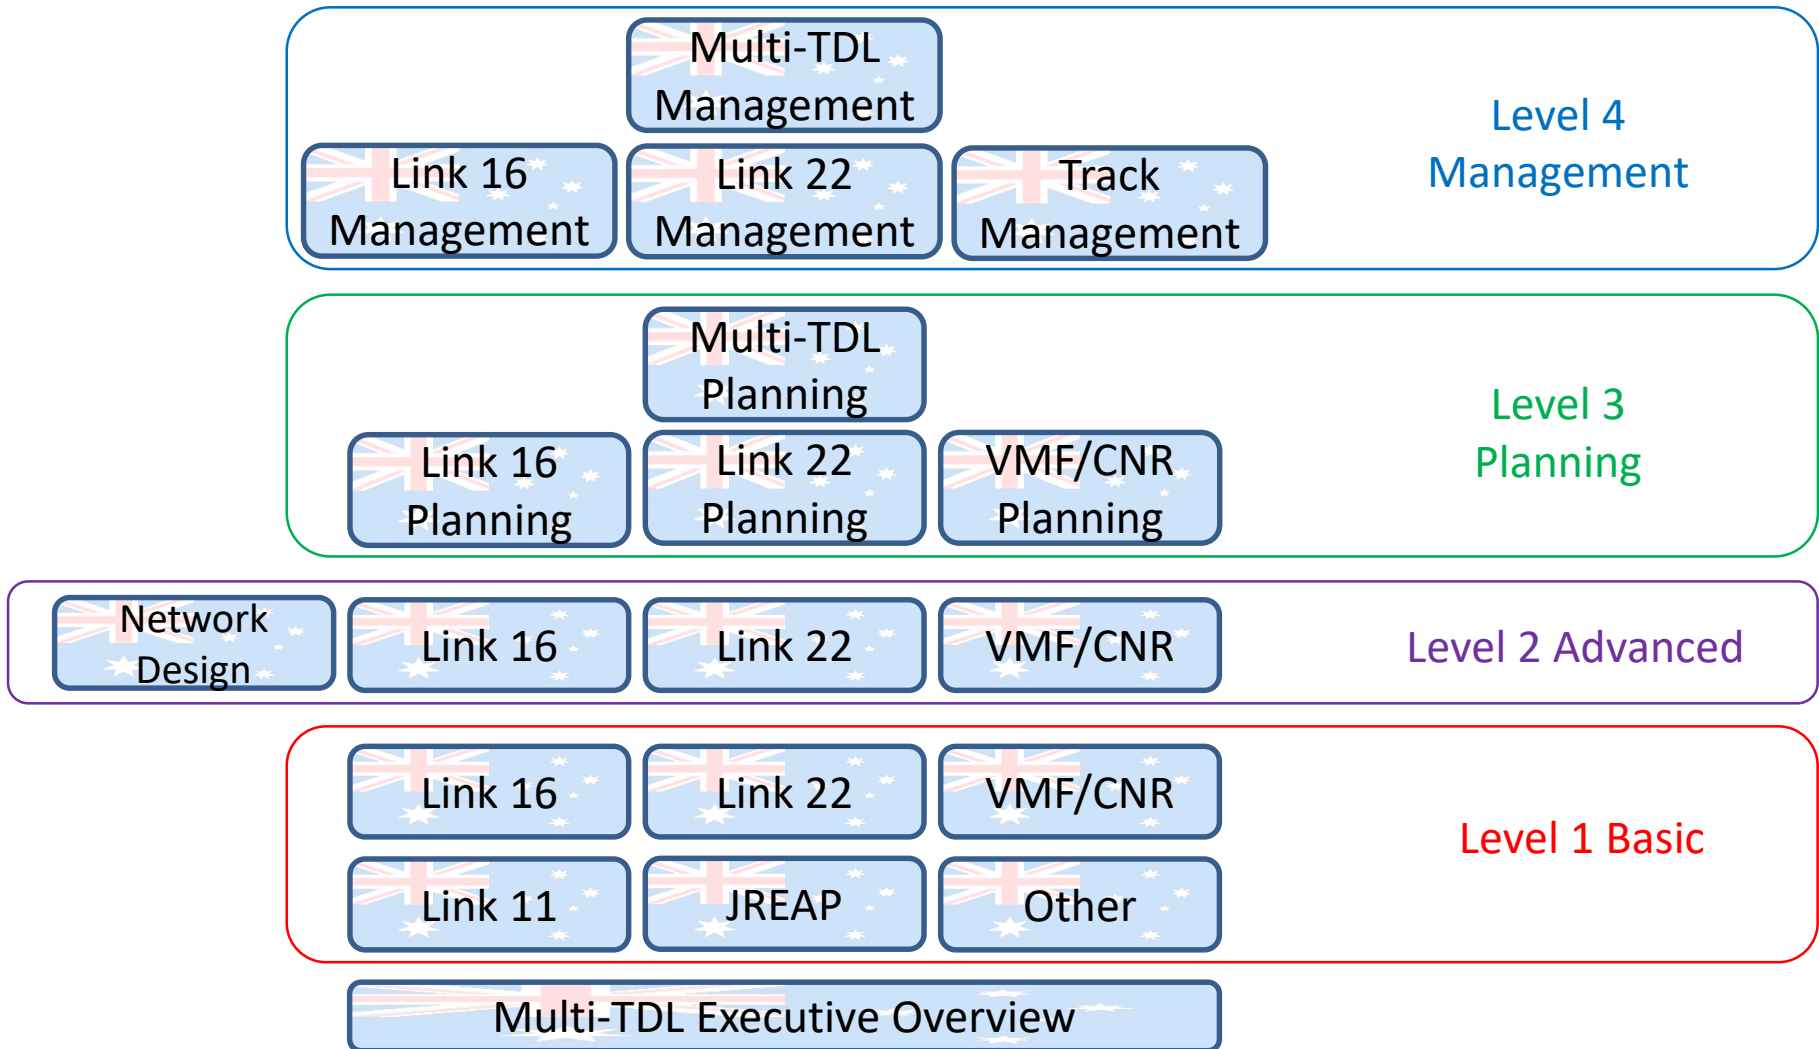 Multi-TDL
Management
Level 4
Management
Link 16
Management
Link 22
Management
Track
Management
Multi-TDL
Planning
Level 3
Planning
Link 16
Planning
Link 22
Planning
VMF/CNR
Planning
Network
Design
Link 16
Link 22
VMF/CNR
Level 2 Advanced
Link 16
Link 22
VMF/CNR
Level 1 Basic
Link 11
JREAP
Other
Multi-TDL Executive Overview